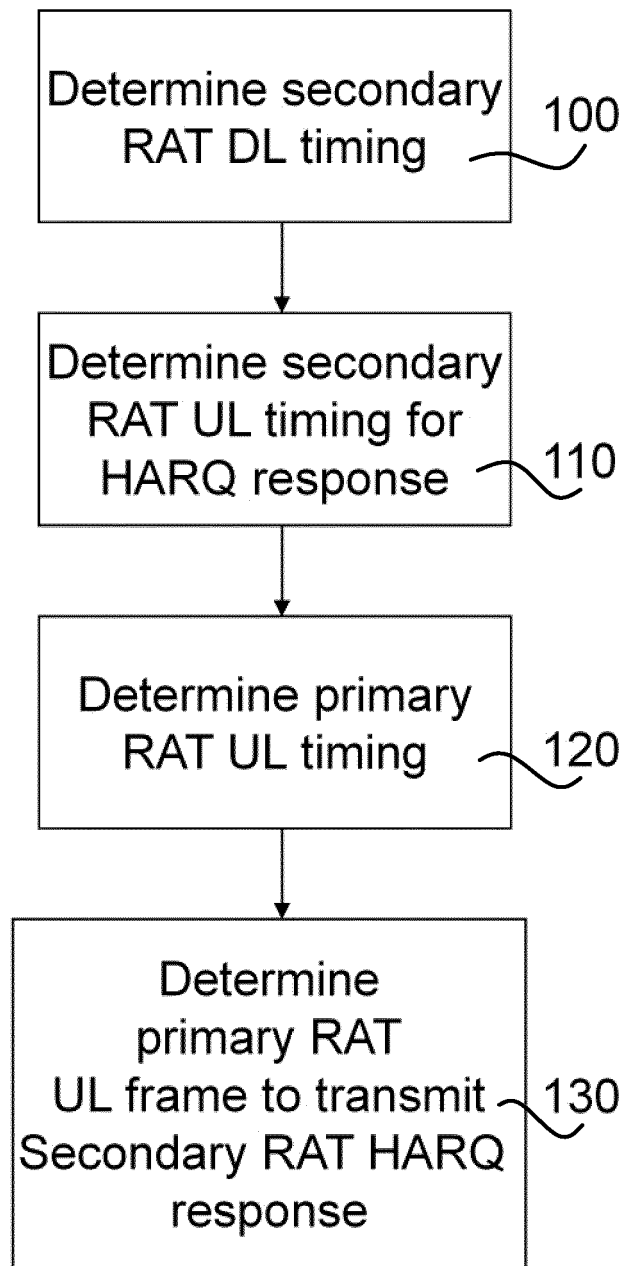 Determine secondary
RAT DL timing
100
Determine secondary
RAT UL timing for
HARQ response
110
Determine primary
RAT UL timing
120
Determine
primary RAT
UL frame to transmit
Secondary RAT HARQ
response
130